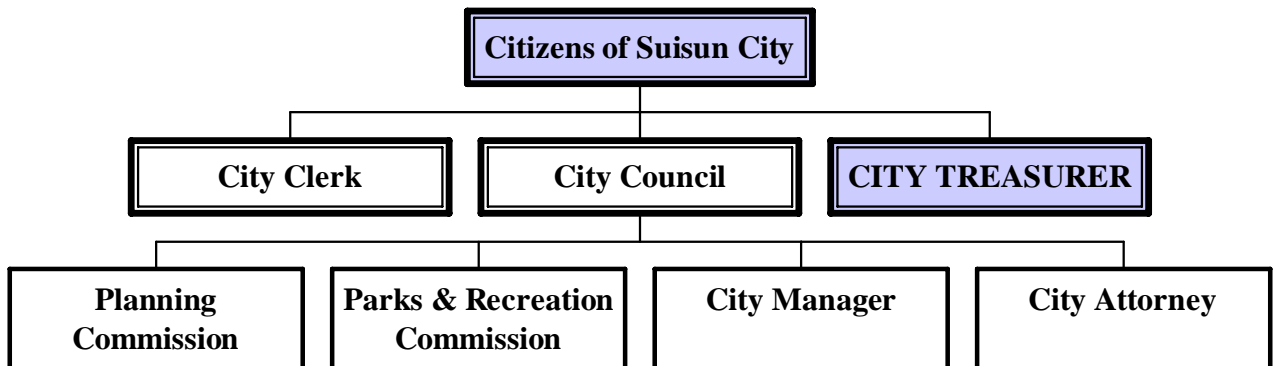 Citizens of Suisun City
City Clerk
City Council
CITY TREASURER
Planning
Commission
Parks & Recreation
Commission
City Manager
City Attorney